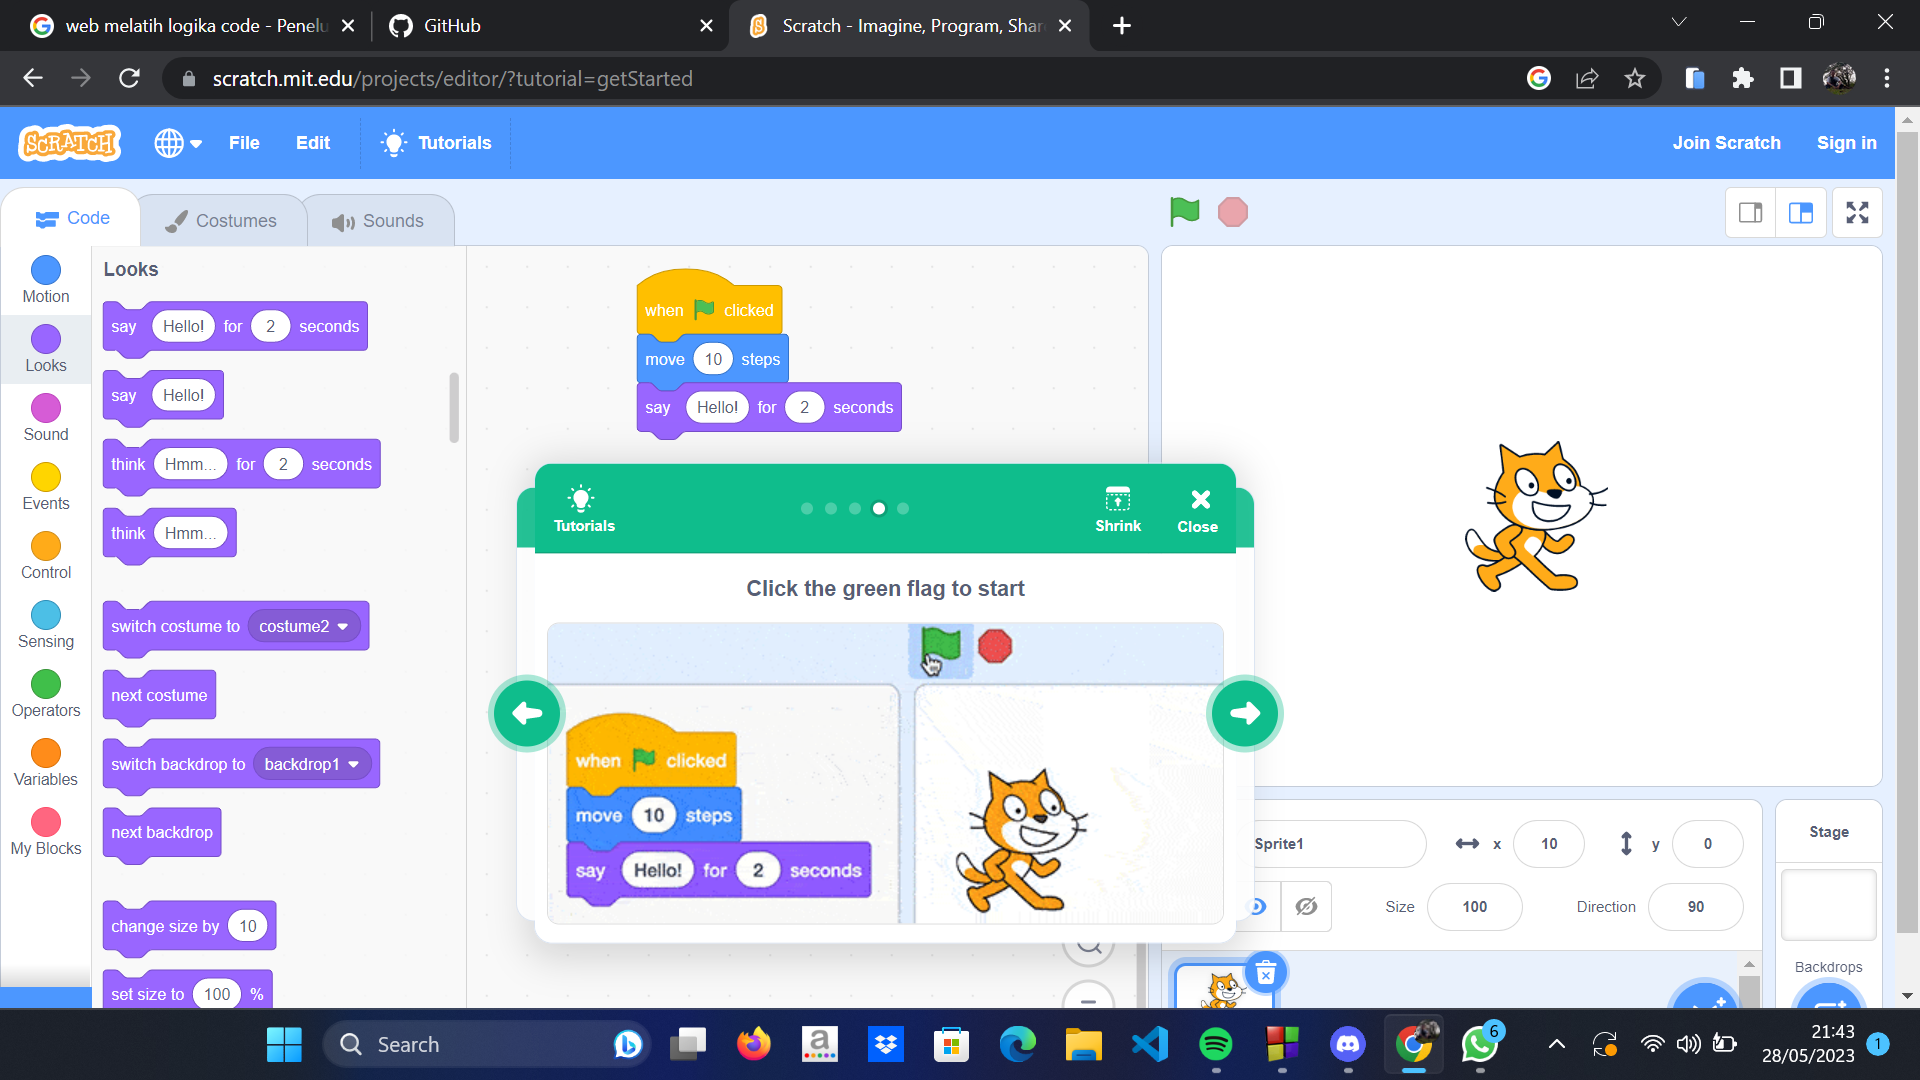 web melatih logika code - Penelu
GitHub
Scratch - Imagine, Program, Shar
scratch.mit.edu/projects/editor/?tutorial=getStarted
SCRATCH
File
Edit
Tutorials
Join Scratch
Sign in
Code
Costumes
Sounds
Motion
Looks
Sound
Events
Control
Sensing
Operators
Variables
My Blocks
Looks
say Hello! for 2 seconds
say Hello!
think Hmm... for 2 seconds
think Hmm...
switch costume to costume2
next costume
switch backdrop to backdrop1
next backdrop
change size by 10
set size to 100 %
when clicked
move 10 steps
say Hello! for 2 seconds
Tutorials
Shrink
Close
Click the green flag to start
when clicked
move 10 steps
say Hello! for 2 seconds
Sprite1
x 10
y 0
Size 100
Direction 90
Stage
Backdrops
Search
a
6
21:43
28/05/2023
1